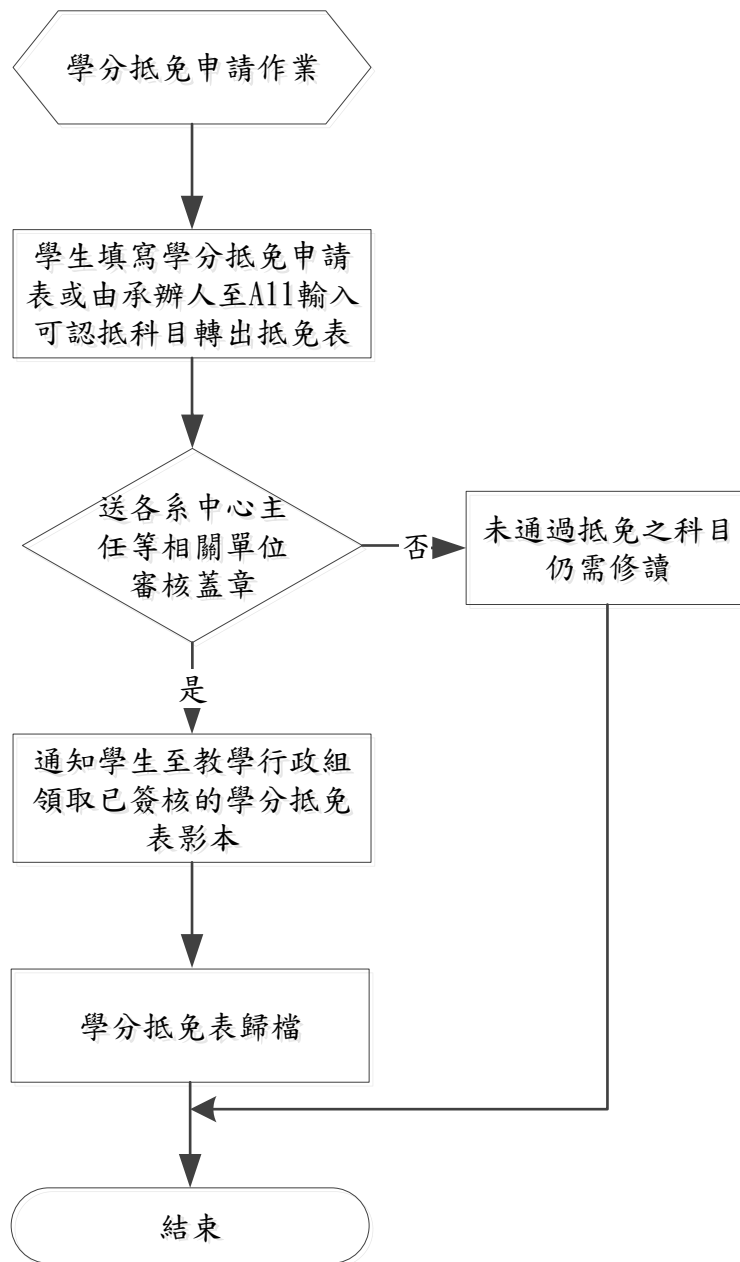 學分抵免申請作業
學生填寫學分抵免申請
表或由承辦人至A11輸入
可認抵科目轉出抵免表
送各系中心主
任等相關單位
審核蓋章
否
未通過抵免之科目
仍需修讀
是
通知學生至教學行政組
領取已簽核的學分抵免
表影本
學分抵免表歸檔
結束